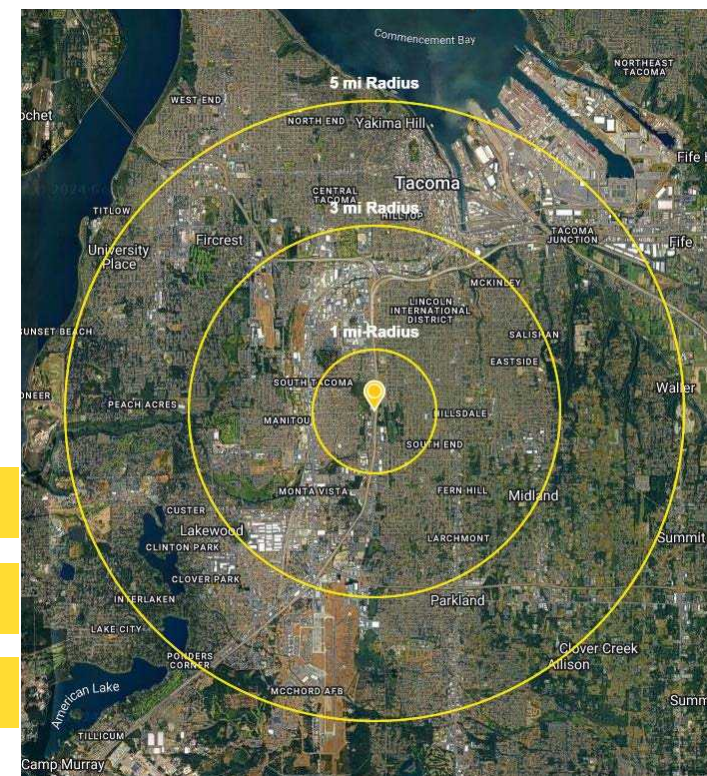 Commencement Bay
NORTHEAST
TACOMA
5 mi Radius
WEST END
NORTH END
Yakima Hill
Fife
Tacoma
CENTRAL
TACOMA
3 mi Radius
HILLTOP
TITLOW
Fircrest
University
Place
TACOMA
JUNCTION
Fife
MCKINLEY
LINCOLN
INTERNATIONAL
DISTRICT
1 mi Radius
SALISHAN
EASTSIDE
SOUTH TACOMA
Waller
PEACH ACRES
MANITOU
HILLSDALE
SOUTH END
MONTA VISTA
FERN HILL
Midland
CUSTER
Lakewood
CLINTON PARK
LARCHMONT
Summit
CLOVER PARK
INTERLAKEN
Parkland
LAKE CITY
PONDERS
CORNER
Clover Creek
Allison
American Lake
MCCHORD AFB
Summ
TILLICUM
Camp Murray